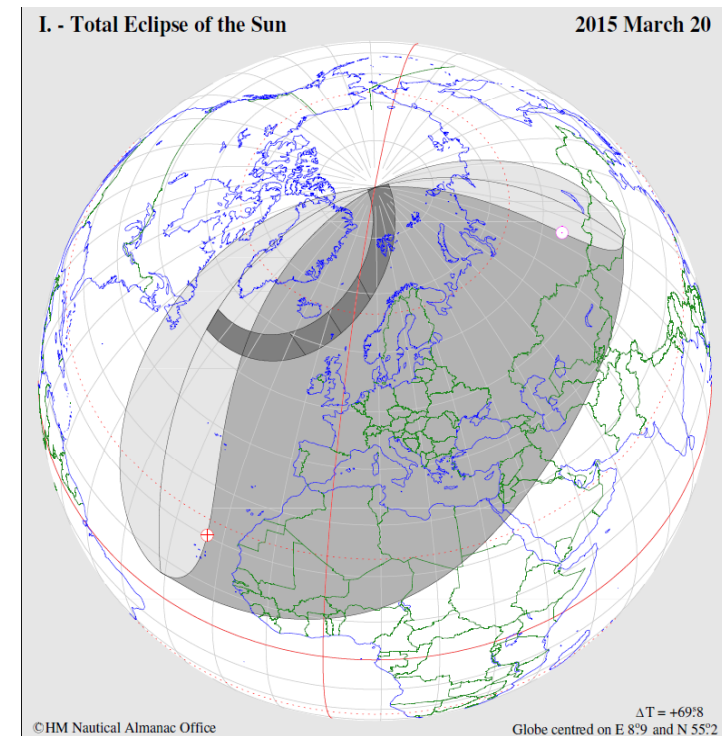 I. - Total Eclipse of the Sun
2015 March 20
ΔT = +69ˢ.8
©HM Nautical Almanac Office
Globe centred on E 8°.9 and N 55°.2